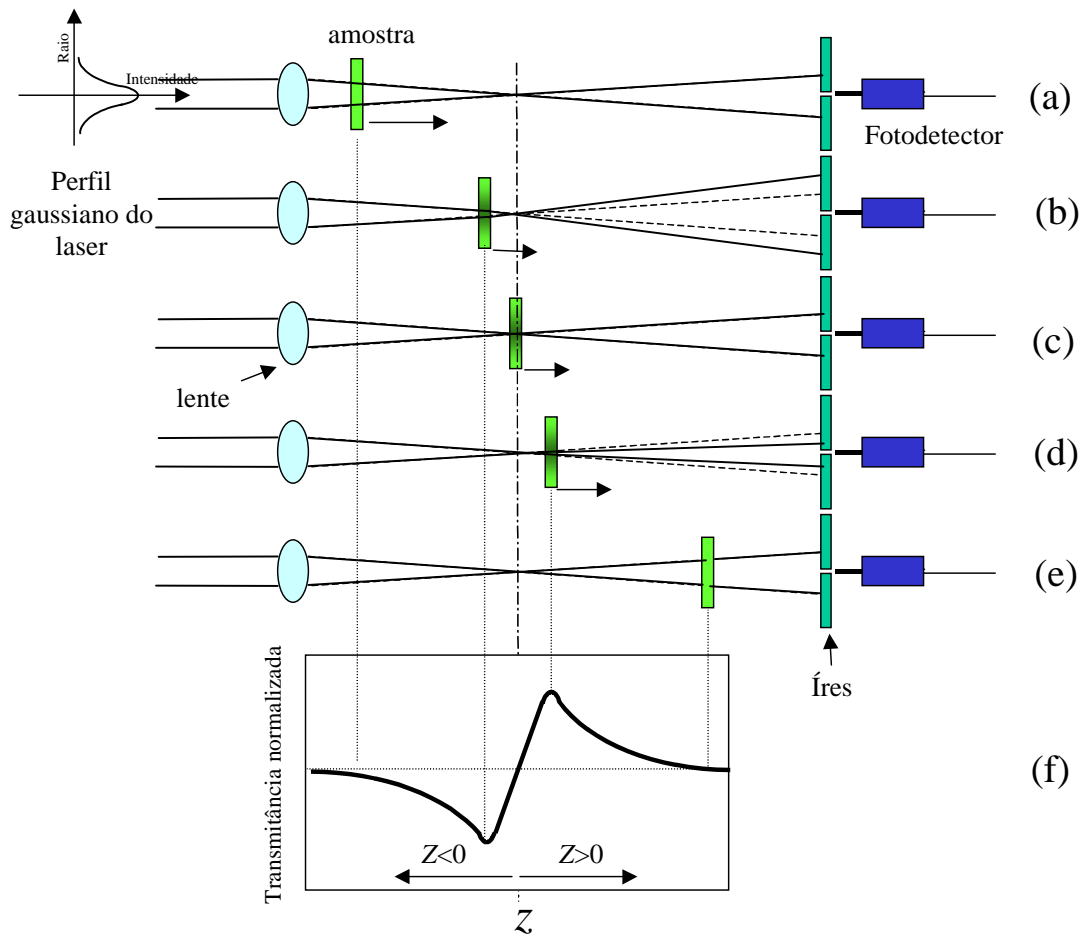 Raio
Intensidade
Perfil
gaussiano do
laser
amostra
(a)
Fotodetector
(b)
(c)
lente
(d)
(e)
Íres
Transmitância normalizada
Z<0
Z>0
(f)
z